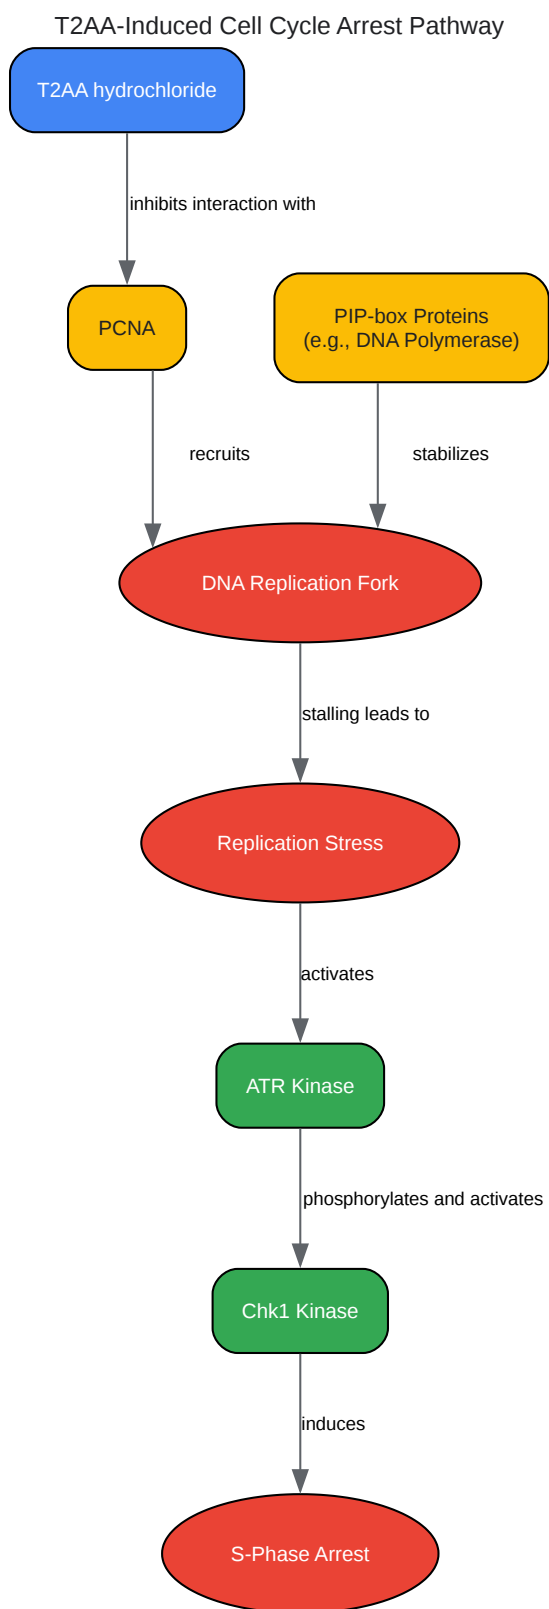 T2AA-Induced Cell Cycle Arrest Pathway
T2AA hydrochloride
inhibits interaction with
PCNA
PIP-box Proteins
(e.g., DNA Polymerase)
recruits
stabilizes
DNA Replication Fork
stalling leads to
Replication Stress
activates
ATR Kinase
phosphorylates and activates
Chk1 Kinase
induces
S-Phase Arrest